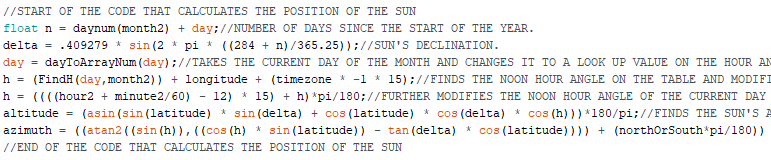 //START OF THE CODE THAT CALCULATES THE POSITION OF THE SUN
float n = daynum(month2) + day;//NUMBER OF DAYS SINCE THE START OF THE YEAR.
delta = .409279 * sin(2 * pi * ((284 + n)/365.25));//SUN'S DECLINATION.
day = dayToArrayNum(day);//TAKES THE CURRENT DAY OF THE MONTH AND CHANGES IT TO A LOOK UP VALUE ON THE HOUR AN
h = (FindH(day,month2)) + longitude + (timezone * -1 * 15);//FINDS THE NOON HOUR ANGLE ON THE TABLE AND MODIFI
h = ((((hour2 + minute2/60) - 12) * 15) + h)*pi/180;//FURTHER MODIFIES THE NOON HOUR ANGLE OF THE CURRENT DAY
altitude = (asin(sin(latitude) * sin(delta) + cos(latitude) * cos(delta) * cos(h)))*180/pi;//FINDS THE SUN'S A
azimuth = ((atan2((sin(h)),((cos(h) * sin(latitude)) - tan(delta) * cos(latitude)))) + (northOrSouth*pi/180))
//END OF THE CODE THAT CALCULATES THE POSITION OF THE SUN